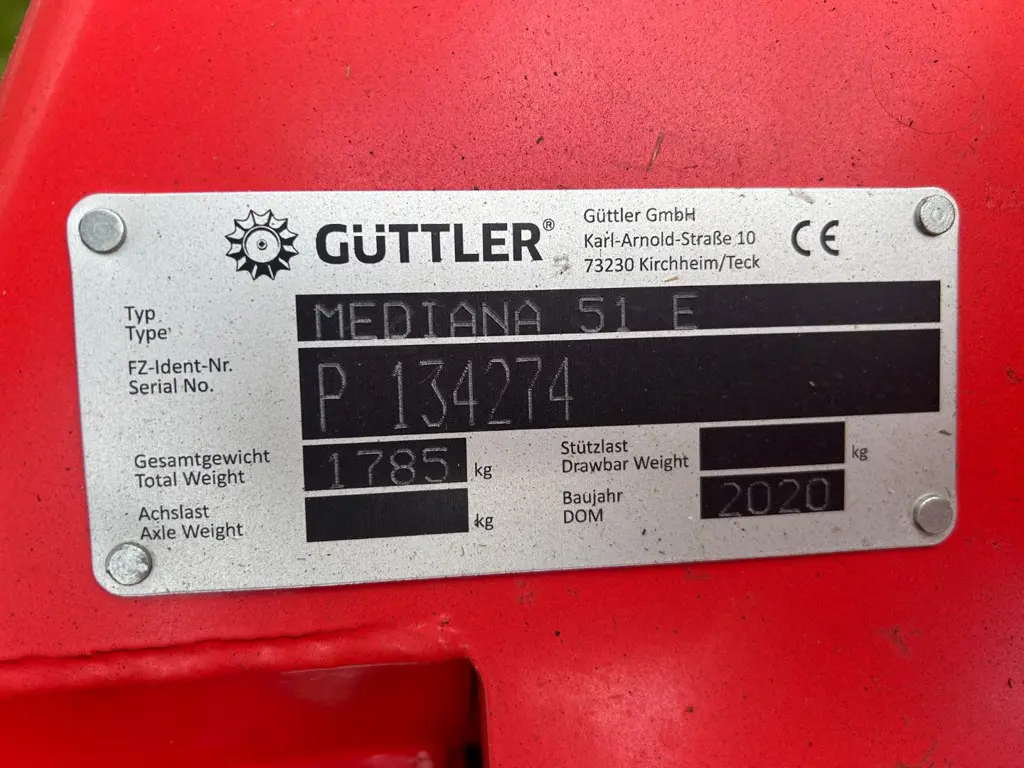 GÜTTLER®
Güttler GmbH
Karl-Arnold-Straße 10
73230 Kirchheim/Teck
CE
Typ
Type
MEDIANA 51 E
FZ-Ident-Nr.
Serial No.
P 134274
Gesamtgewicht
Total Weight
1785 kg
Stützlast
Drawbar Weight
kg
Achslast
Axle Weight
kg
Baujahr
DOM
2020